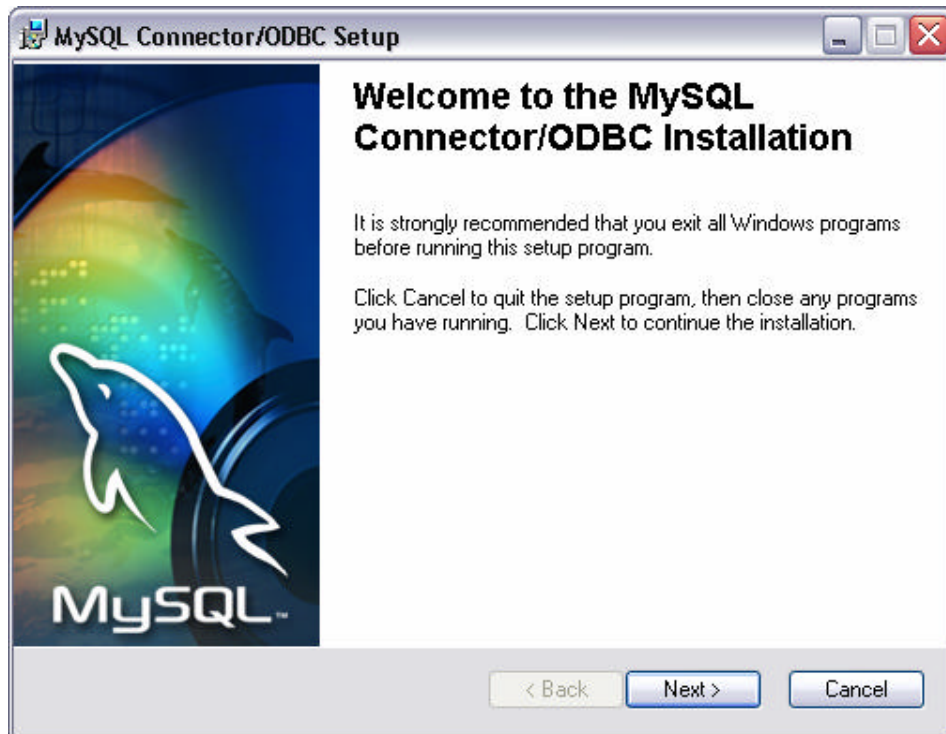 MySQL Connector/ODBC Setup
Welcome to the MySQL
Connector/ODBC Installation
It is strongly recommended that you exit all Windows programs
before running this setup program.
Click Cancel to quit the setup program, then close any programs
you have running.  Click Next to continue the installation.
MySQL™
< Back
Next >
Cancel